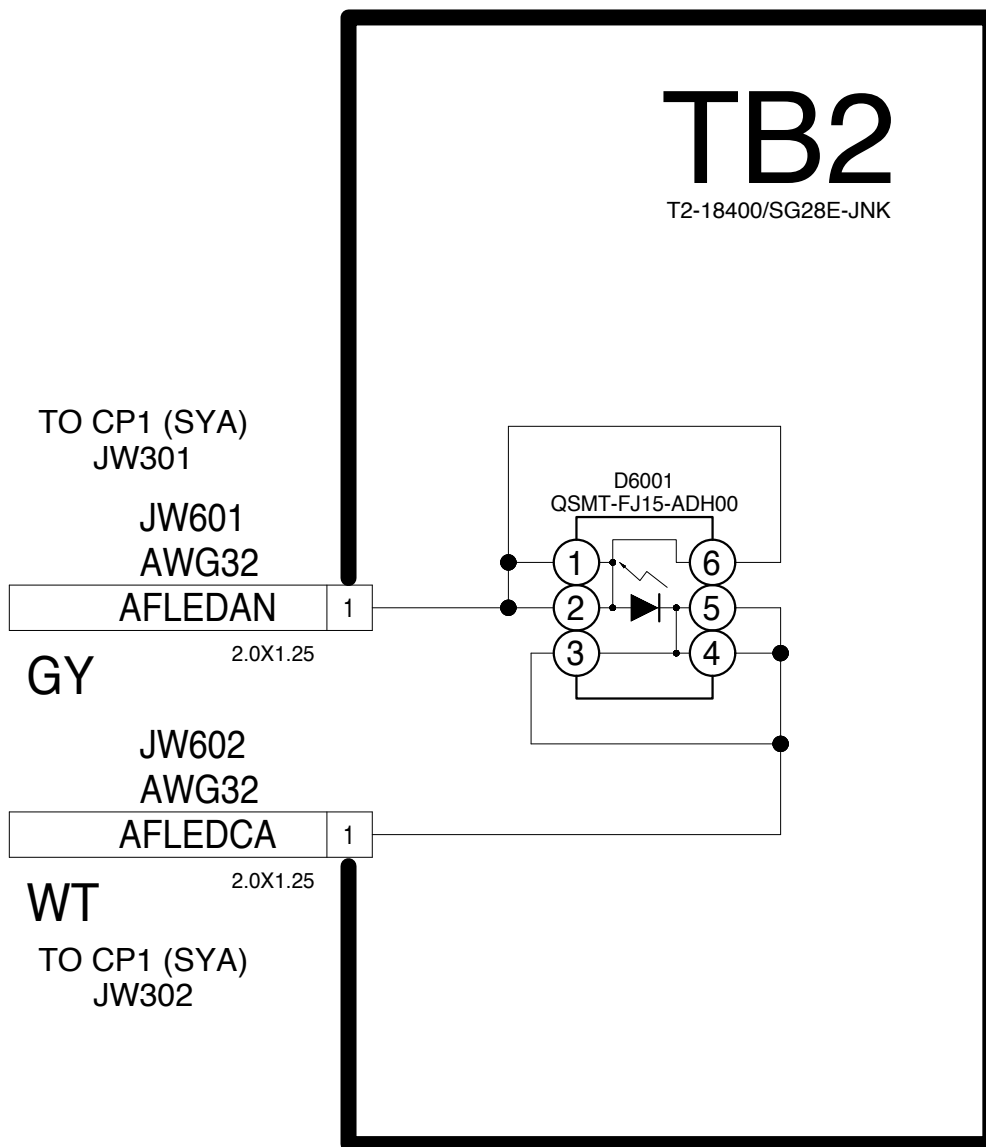 TB2
T2-18400/SG28E-JNK
TO CP1 (SYA)
JW301
JW601
AWG32
AFLEDAN 1
2.0X1.25
GY
D6001
QSMT-FJ15-ADH00
1 6
2 5
3 4
JW602
AWG32
AFLEDCA 1
2.0X1.25
WT
TO CP1 (SYA)
JW302